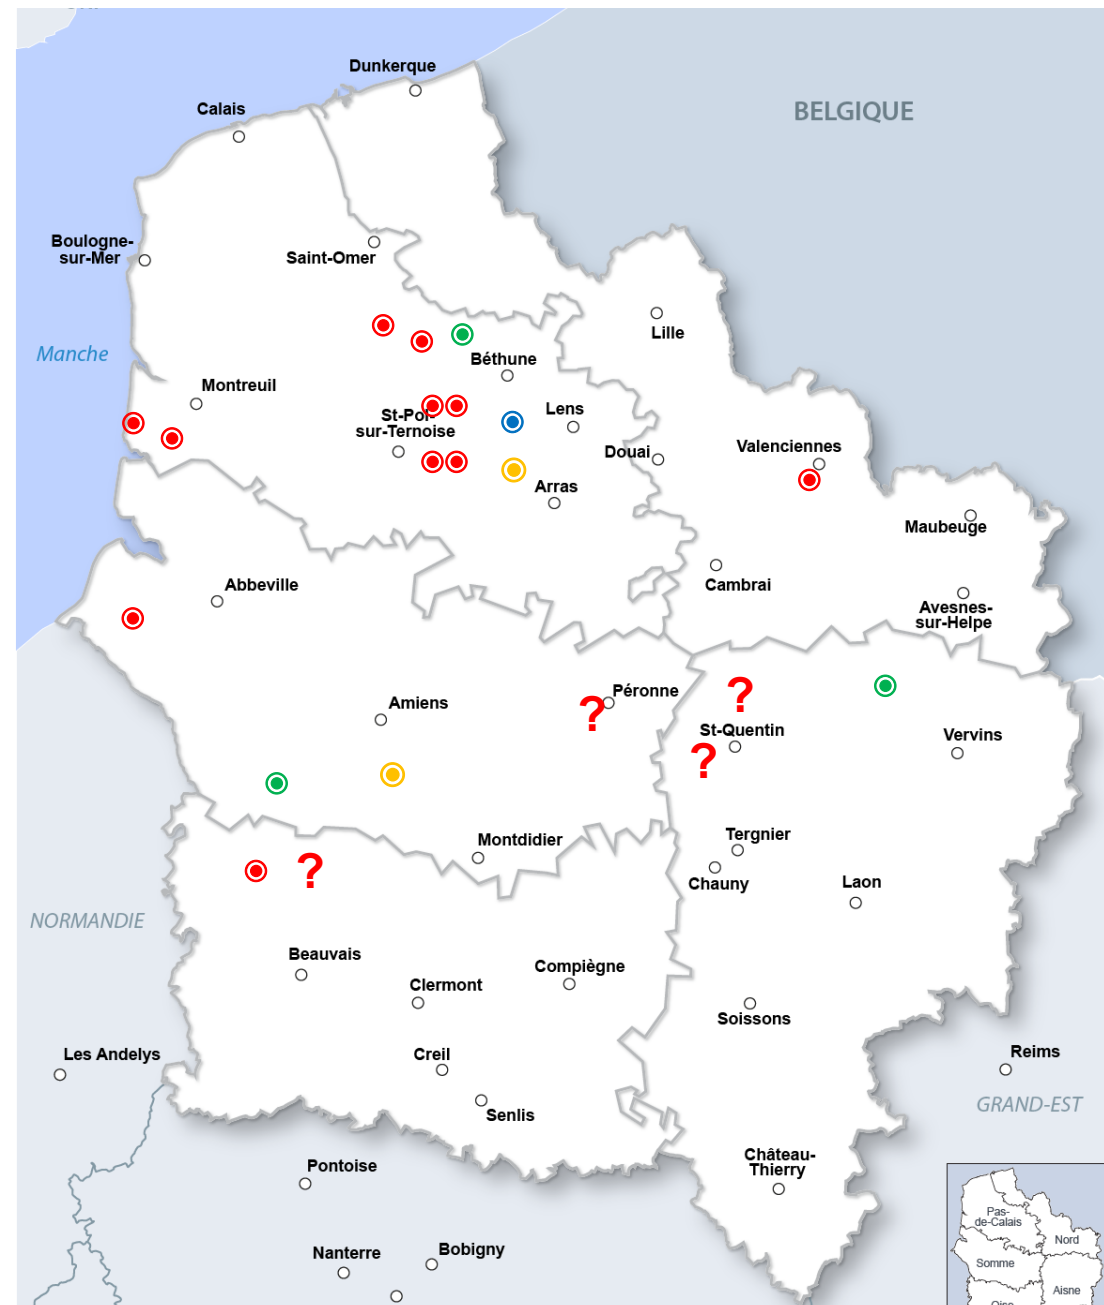 Dunkerque
Calais
BELGIQUE
Boulogne-
sur-Mer
Saint-Omer
Lille
Manche
Béthune
Montreuil
St-Pol-
sur-Ternoise
Lens
Douai
Valenciennes
Arras
Maubeuge
Cambrai
Abbeville
Avesnes-
sur-Helpe
Amiens
?
Péronne
?
St-Quentin
?
Vervins
Tergnier
Montdidier
?
Chauny
Laon
NORMANDIE
Beauvais
Clermont
Compiègne
Soissons
Les Andelys
Creil
Reims
Senlis
GRAND-EST
Pontoise
Château-
Thierry
Nanterre
Bobigny
Pas-
de-Calais
Nord
Somme
Aisne
Oise